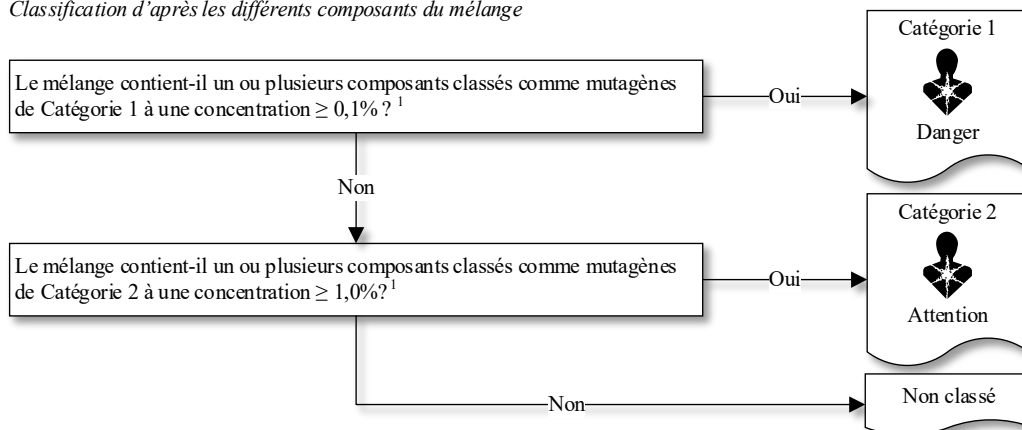 Classification d'après les différents composants du mélange
Catégorie 1
Le mélange contient-il un ou plusieurs composants classés comme mutagènes
de Catégorie 1 à une concentration ≥ 0,1% ? 1
Oui
Danger
Non
Catégorie 2
Le mélange contient-il un ou plusieurs composants classés comme mutagènes
de Catégorie 2 à une concentration ≥ 1,0%? 1
Oui
Attention
Non
Non classé